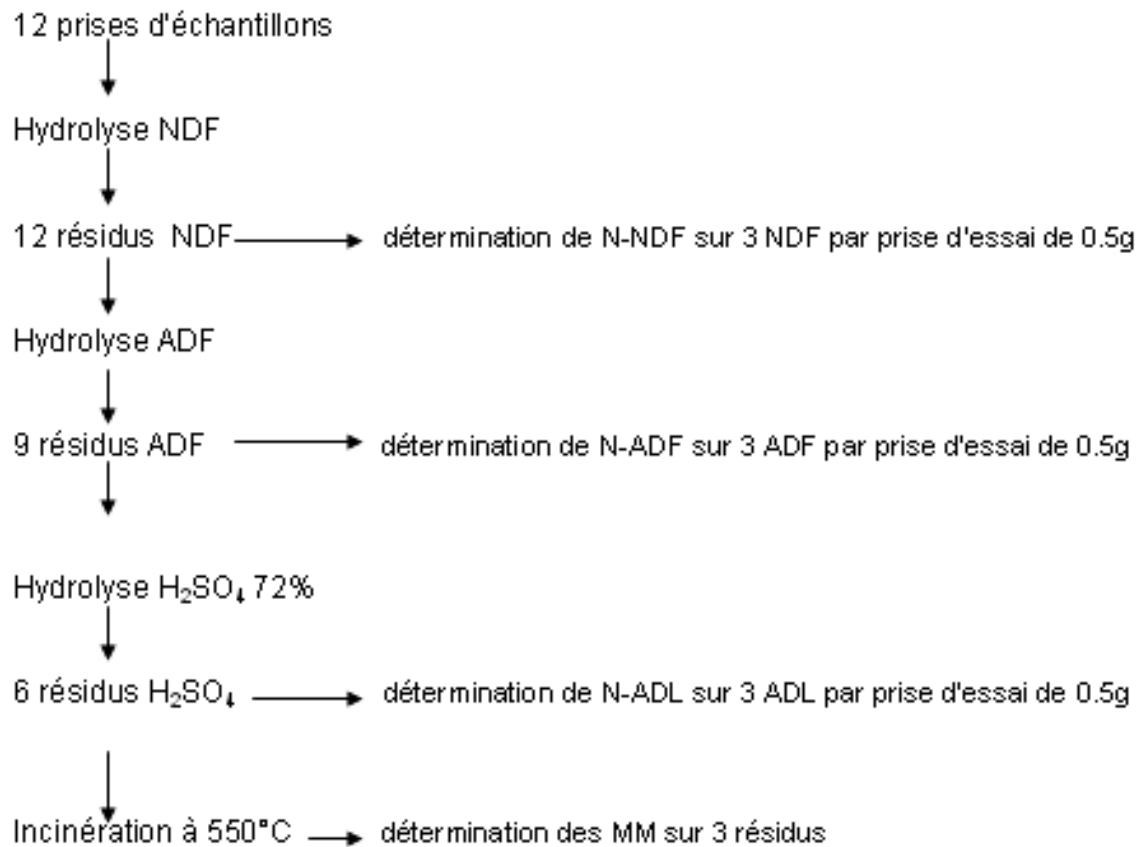 12 prises d'échantillons
Hydrolyse NDF
12 résidus NDF détermination de N-NDF sur 3 NDF par prise d'essai de 0.5g
Hydrolyse ADF
9 résidus ADF détermination de N-ADF sur 3 ADF par prise d'essai de 0.5g
Hydrolyse H₂SO₄ 72%
6 résidus H₂SO₄ détermination de N-ADL sur 3 ADL par prise d'essai de 0.5g
Incinération à 550°C détermination des MM sur 3 résidus